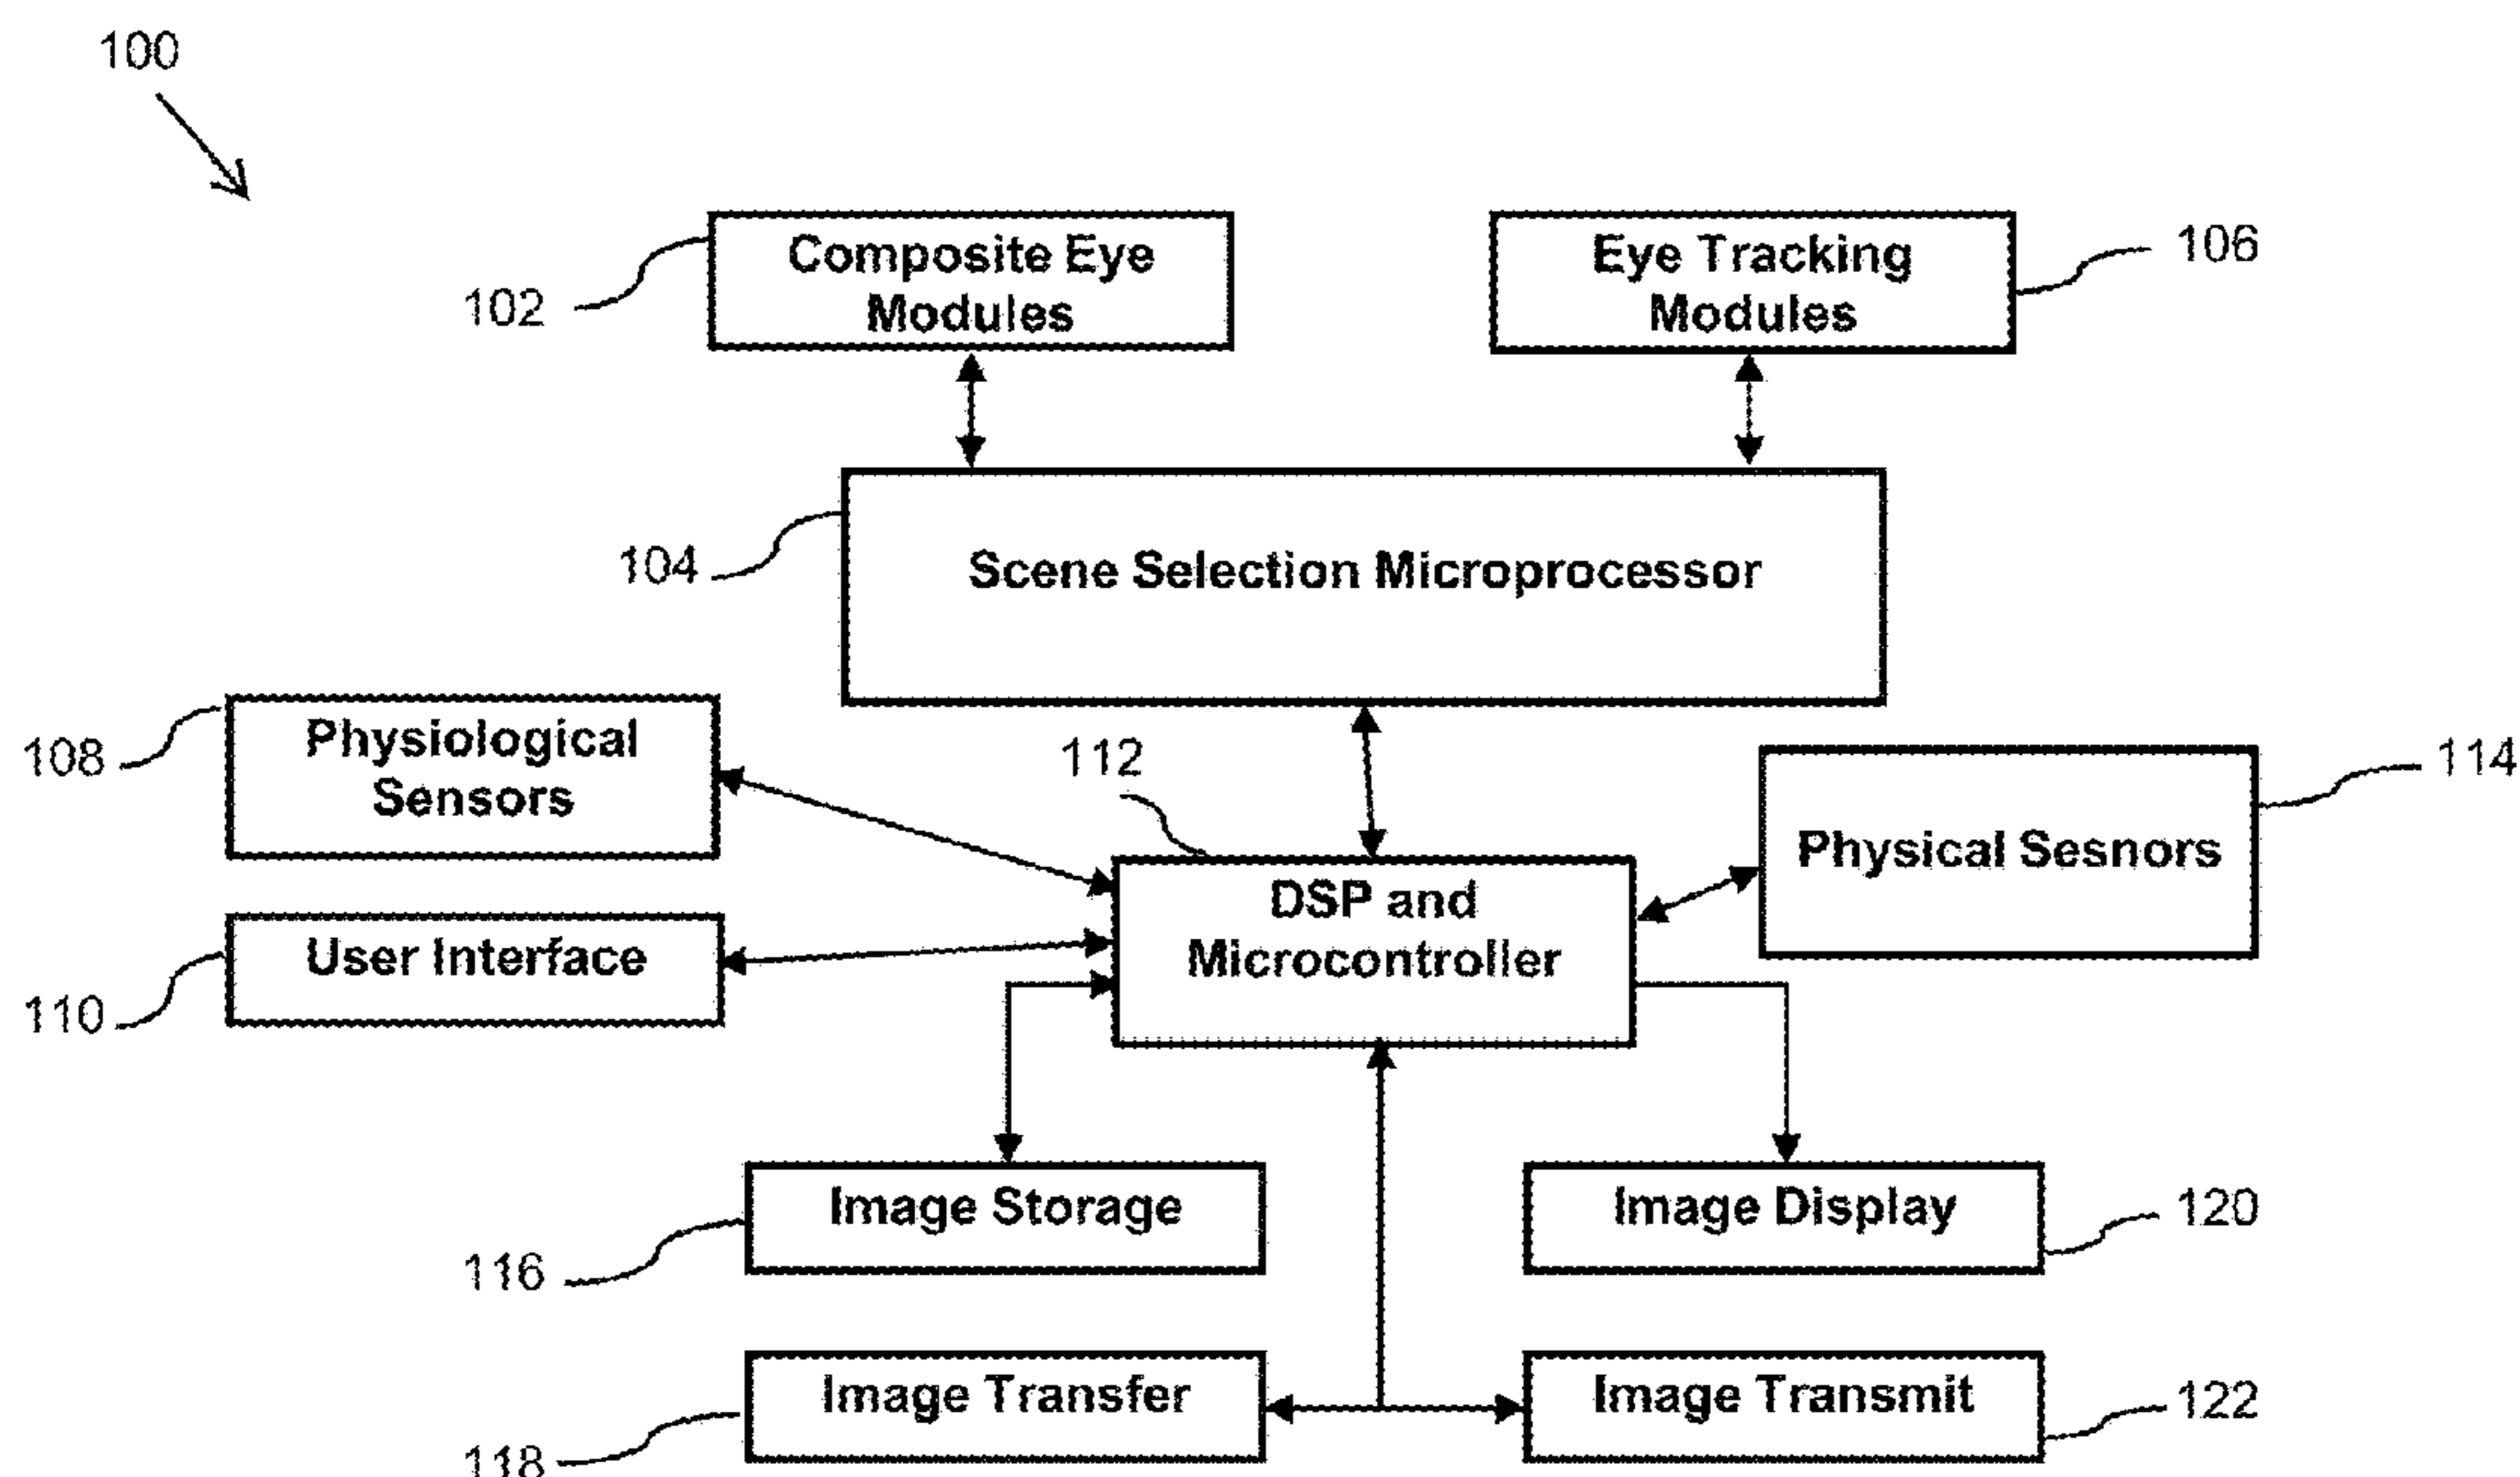 100
Composite Eye
Modules
102
Eye Tracking
Modules
106
Scene Selection Microprocessor
104
Physiological
Sensors
108
112
Physical Sesnors
114
DSP and
Microcontroller
User Interface
110
Image Storage
116
Image Display
120
Image Transfer
118
Image Transmit
122